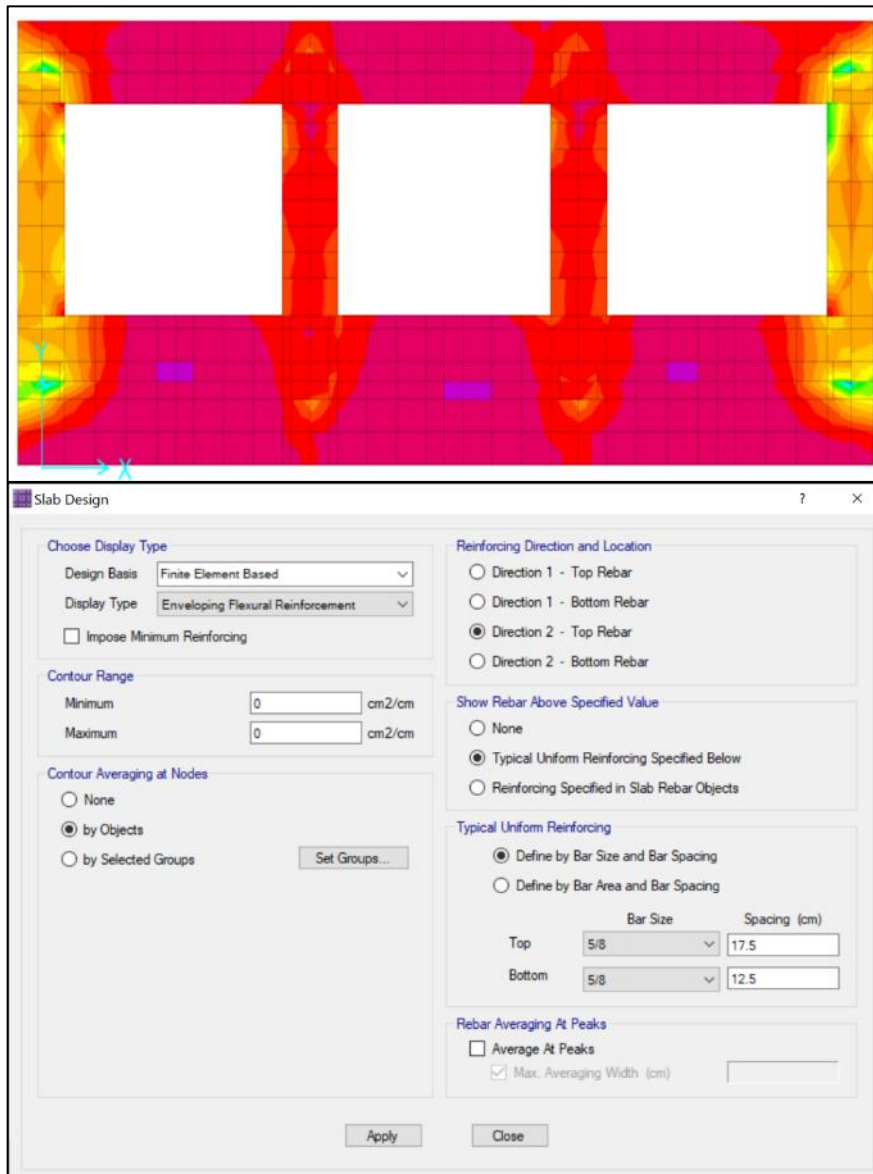 Y
X
Slab Design
? ×
Choose Display Type
Design Basis Finite Element Based
Display Type Enveloping Flexural Reinforcement
Impose Minimum Reinforcing
Contour Range
Minimum 0 cm2/cm
Maximum 0 cm2/cm
Contour Averaging at Nodes
None
by Objects
by Selected Groups Set Groups...
Reinforcing Direction and Location
Direction 1 - Top Rebar
Direction 1 - Bottom Rebar
Direction 2 - Top Rebar
Direction 2 - Bottom Rebar
Show Rebar Above Specified Value
None
Typical Uniform Reinforcing Specified Below
Reinforcing Specified in Slab Rebar Objects
Typical Uniform Reinforcing
Define by Bar Size and Bar Spacing
Define by Bar Area and Bar Spacing
Bar Size Spacing (cm)
Top 5/8 17.5
Bottom 5/8 12.5
Rebar Averaging At Peaks
Average At Peaks
Max. Averaging Width (cm)
Apply Close